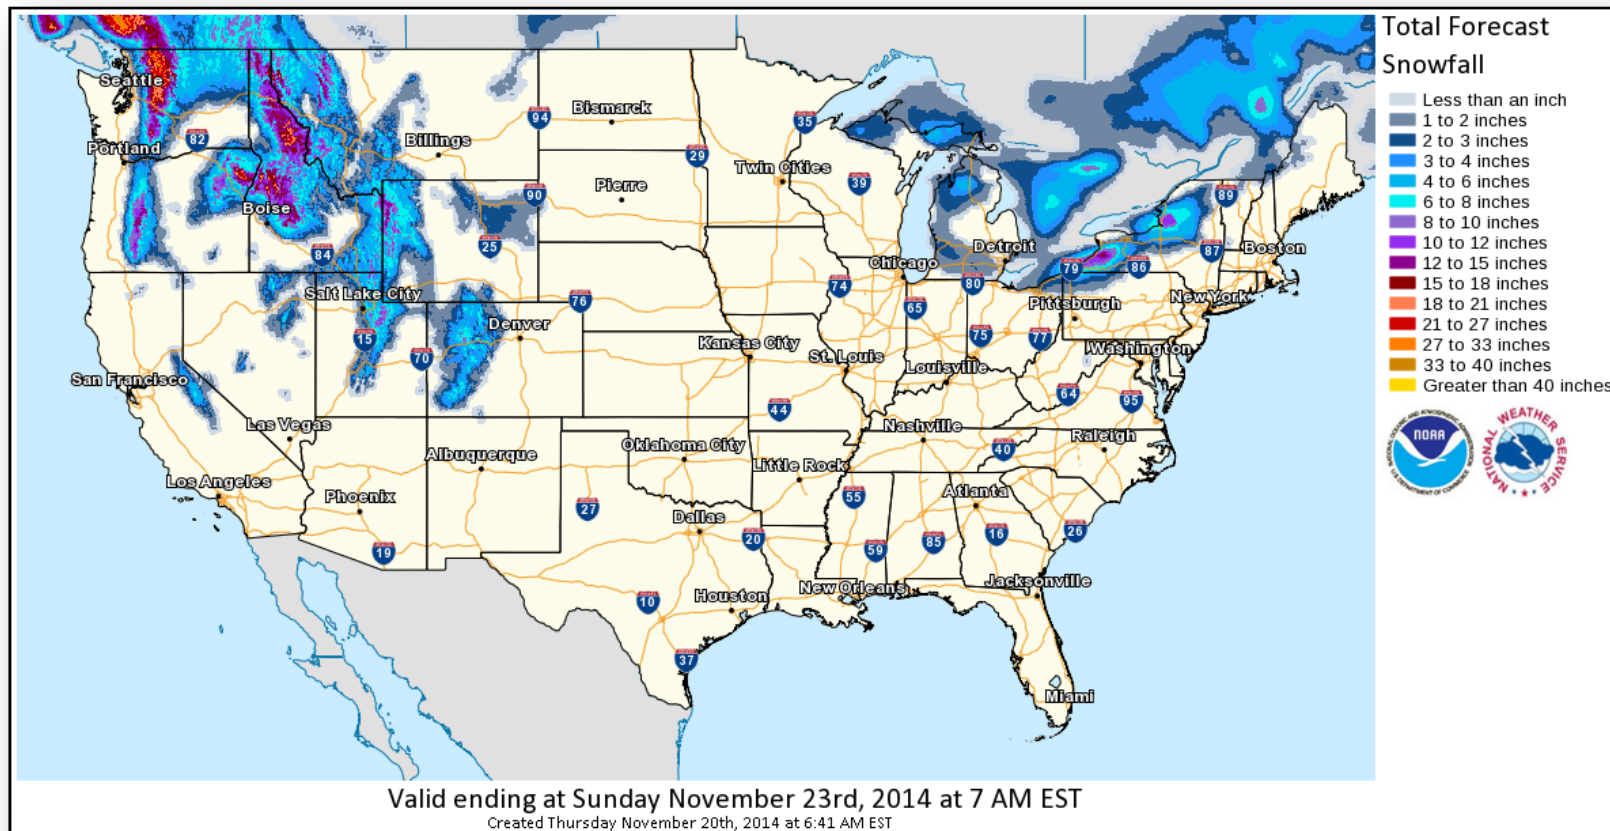 Total Forecast
Snowfall
Less than an inch
1 to 2 inches
2 to 3 inches
3 to 4 inches
4 to 6 inches
6 to 8 inches
8 to 10 inches
10 to 12 inches
12 to 15 inches
15 to 18 inches
18 to 21 inches
21 to 27 inches
27 to 33 inches
33 to 40 inches
Greater than 40 inches
NOAA
NATIONAL OCEANIC AND ATMOSPHERIC ADMINISTRATION
U.S. DEPARTMENT OF COMMERCE
NATIONAL WEATHER SERVICE
Seattle
Portland
82
Boise
84
Billings
94
Bismarck
Pierre
90
25
29
35
Twin Cities
39
Detroit
Chicago
89
87
Boston
79
86
80
74
65
Pittsburgh
New York
Salt Lake City
15
70
Denver
76
Kansas City
St. Louis
75
77
Washington
Louisville
64
95
San Francisco
Las Vegas
44
Nashville
40
Raleigh
Los Angeles
Albuquerque
Oklahoma City
Little Rock
Phoenix
Atlanta
27
Dallas
20
55
59
85
16
26
19
10
Houston
New Orleans
Jacksonville
37
Miami
Valid ending at Sunday November 23rd, 2014 at 7 AM EST
Created Thursday November 20th, 2014 at 6:41 AM EST